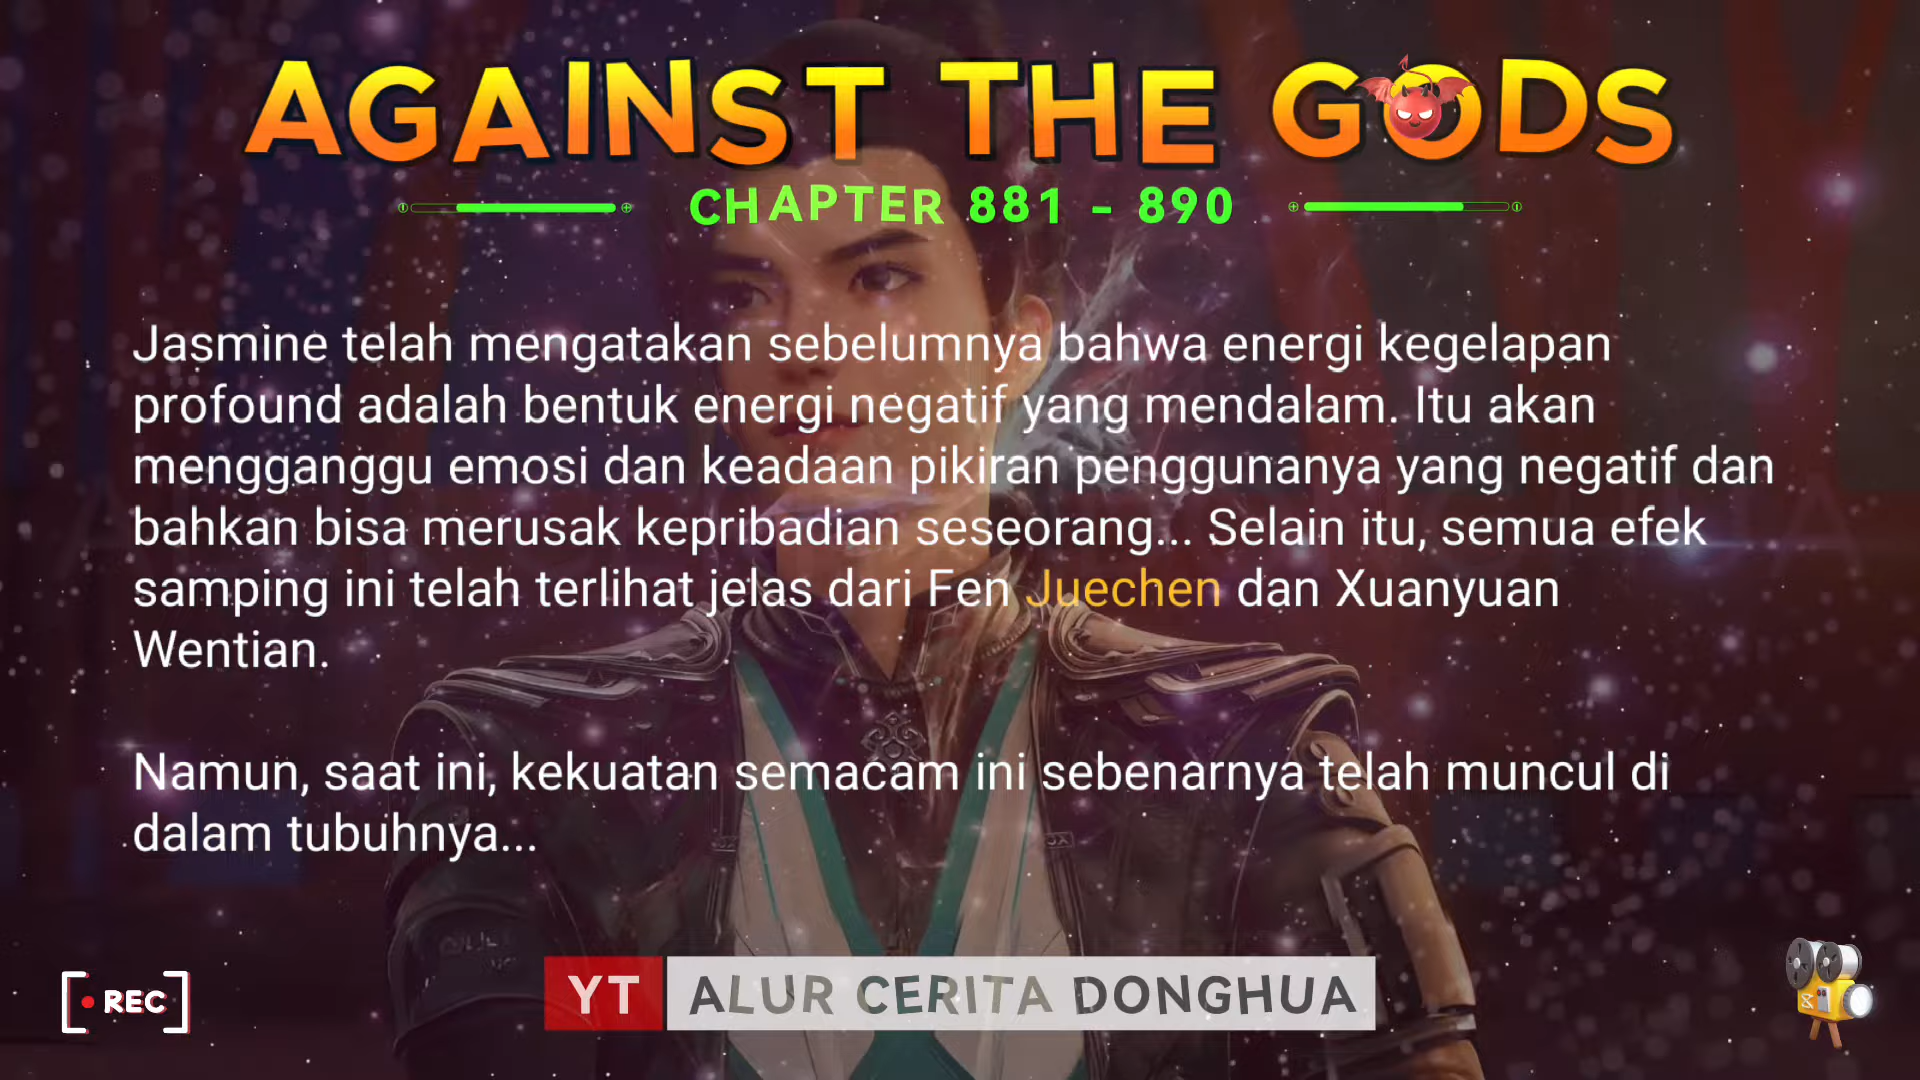 AGAINST THE GODS
CHAPTER 881 - 890
Jasmine telah mengatakan sebelumnya bahwa energi kegelapan
profound adalah bentuk energi negatif yang mendalam. Itu akan
mengganggu emosi dan keadaan pikiran penggunanya yang negatif dan
bahkan bisa merusak kepribadian seseorang... Selain itu, semua efek
samping ini telah terlihat jelas dari Fen Juechen dan Xuanyuan
Wentian.
Namun, saat ini, kekuatan semacam ini sebenarnya telah muncul di
dalam tubuhnya...
REC
YT ALUR CERITA DONGHUA